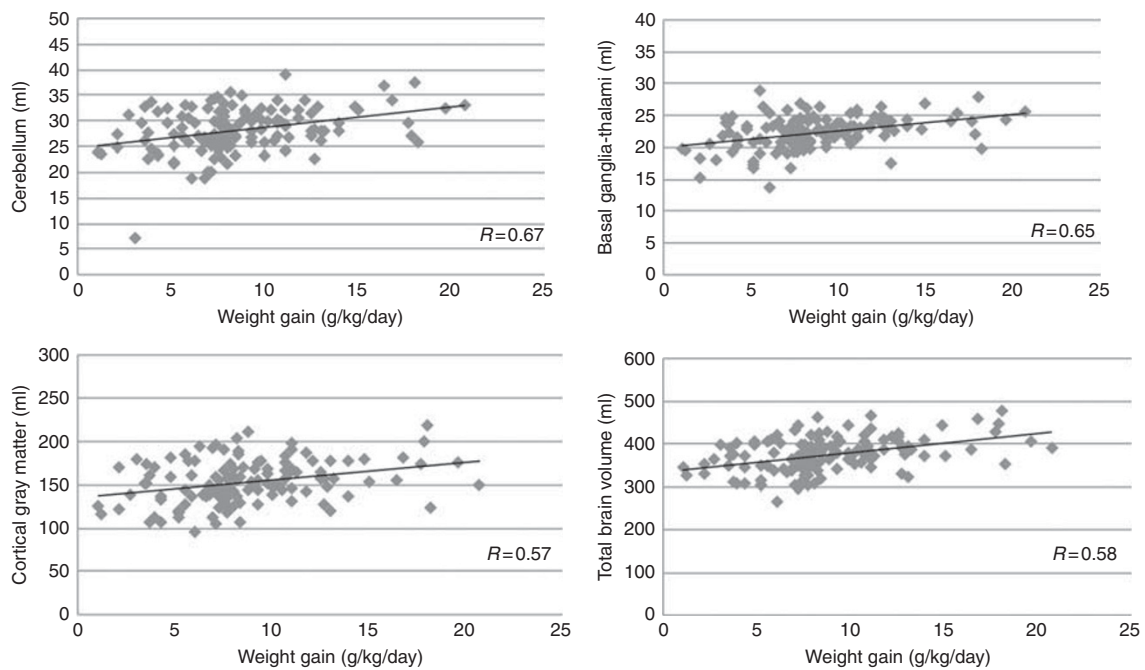 50
45
40
35
30
25
20
15
10
5
0
Cerebellum (ml)
R=0.67
0 5 10 15 20 25
Weight gain (g/kg/day)
40
35
30
25
20
15
10
5
0
Basal ganglia-thalami (ml)
R=0.65
0 5 10 15 20 25
Weight gain (g/kg/day)
300
250
200
150
100
50
0
Cortical gray matter (ml)
R=0.57
0 5 10 15 20 25
Weight gain (g/kg/day)
600
500
400
300
200
100
0
Total brain volume (ml)
R=0.58
0 5 10 15 20 25
Weight gain (g/kg/day)